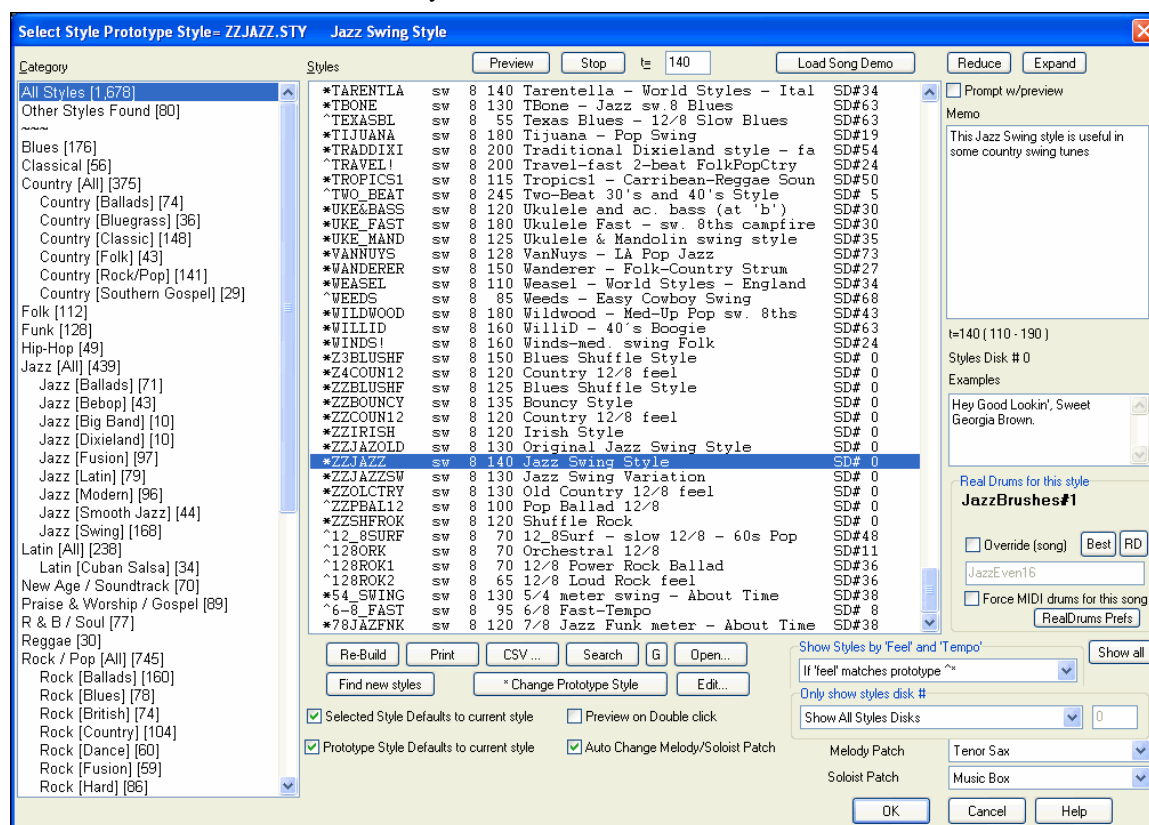 Select Style Prototype Style= ZZJAZZ.STY Jazz Swing Style
Category
All Styles [1,678]
Other Styles Found [80]
~~~
Blues [176]
Classical [56]
Country [All] [375]
Country [Ballads] [74]
Country [Bluegrass] [36]
Country [Classic] [148]
Country [Folk] [43]
Country [Rock/Pop] [141]
Country [Southern Gospel] [29]
Folk [112]
Funk [128]
Hip-Hop [49]
Jazz [All] [439]
Jazz [Ballads] [71]
Jazz [Bebop] [43]
Jazz [Big Band] [10]
Jazz [Dixieland] [10]
Jazz [Fusion] [97]
Jazz [Latin] [79]
Jazz [Modern] [96]
Jazz [Smooth Jazz] [44]
Jazz [Swing] [168]
Latin [All] [238]
Latin [Cuban Salsa] [34]
New Age / Soundtrack [70]
Praise & Worship / Gospel [89]
R & B / Soul [77]
Reggae [30]
Rock / Pop [All] [745]
Rock [Ballads] [160]
Rock [Blues] [78]
Rock [British] [74]
Rock [Country] [104]
Rock [Dance] [60]
Rock [Fusion] [59]
Rock [Hard] [86]
Styles
Preview Stop t= 140 Load Song Demo
*TARENTLA sw 8 140 Tarentella - World Styles - Ital SD#34
*TBONE sw 8 130 TBone - Jazz sw.8 Blues SD#63
^TEXASBL sw 8 55 Texas Blues - 12/8 Slow Blues SD#63
*TIJUANA sw 8 180 Tijuana - Pop Swing SD#19
*TRADDIXI sw 8 200 Traditional Dixieland style - fa SD#54
^TRAVEL! sw 8 200 Travel-fast 2-beat FolkPopCtry SD#24
*TROPICS1 sw 8 115 Tropics1 - Carribean-Reggae Soun SD#50
^TWO_BEAT sw 8 245 Two-Beat 30's and 40's Style SD# 5
*UKE&BASS sw 8 120 Ukulele and ac. bass (at 'b') SD#30
*UKE_FAST sw 8 180 Ukulele Fast - sw. 8ths campfire SD#30
*UKE_MAND sw 8 125 Ukulele & Mandolin swing style SD#35
*VANNUYS sw 8 128 VanNuys - LA Pop Jazz SD#73
*WANDERER sw 8 150 Wanderer - Folk-Country Strum SD#27
*WEASEL sw 8 110 Weasel - World Styles - England SD#34
^WEEDS sw 8 85 Weeds - Easy Cowboy Swing SD#68
*WILDWOOD sw 8 180 Wildwood - Med-Up Pop sw. 8ths SD#43
*WILLID sw 8 160 WilliD - 40´s Boogie SD#63
*WINDS! sw 8 160 Winds-med. swing Folk SD#24
*Z3BLUSHF sw 8 150 Blues Shuffle Style SD# 0
*Z4COUN12 sw 8 120 Country 12/8 feel SD# 0
*ZZBLUSHF sw 8 125 Blues Shuffle Style SD# 0
*ZZBOUNCY sw 8 135 Bouncy Style SD# 0
*ZZCOUN12 sw 8 120 Country 12/8 feel SD# 0
*ZZIRISH sw 8 120 Irish Style SD# 0
*ZZJAZOLD sw 8 130 Original Jazz Swing Style SD# 0
*ZZJAZZ sw 8 140 Jazz Swing Style SD# 0
*ZZJAZZSW sw 8 130 Jazz Swing Variation SD# 0
*ZZOLCTRY sw 8 130 Old Country 12/8 feel SD# 0
^ZZPBAL12 sw 8 100 Pop Ballad 12/8 SD# 0
*ZZSHFROK sw 8 120 Shuffle Rock SD# 0
^12_8SURF sw 8 70 12_8Surf - slow 12/8 - 60s Pop SD#48
^128ORK sw 8 70 Orchestral 12/8 SD#11
^128ROK1 sw 8 70 12/8 Power Rock Ballad SD#36
^128ROK2 sw 8 65 12/8 Loud Rock feel SD#36
*54_SWING sw 8 130 5/4 meter swing - About Time SD#38
^6-8_FAST sw 8 95 6/8 Fast-Tempo SD# 8
*78JAZFNK sw 8 120 7/8 Jazz Funk meter - About Time SD#38
Re-Build Print CSV ... Search G Open...
Find new styles * Change Prototype Style Edit...
Selected Style Defaults to current style Preview on Double click
Prototype Style Defaults to current style Auto Change Melody/Soloist Patch
Reduce Expand
Prompt w/preview
Memo
This Jazz Swing style is useful in
some country swing tunes
t=140 ( 110 - 190 )
Styles Disk # 0
Examples
Hey Good Lookin', Sweet
Georgia Brown.
Real Drums for this style
JazzBrushes#1
Override (song) Best RD
JazzEven16
Force MIDI drums for this song
RealDrums Prefs
Show Styles by 'Feel' and 'Tempo'
If 'feel' matches prototype ^*
Show all
Only show styles disk #
Show All Styles Disks 0
Melody Patch Tenor Sax
Soloist Patch Music Box
OK Cancel Help